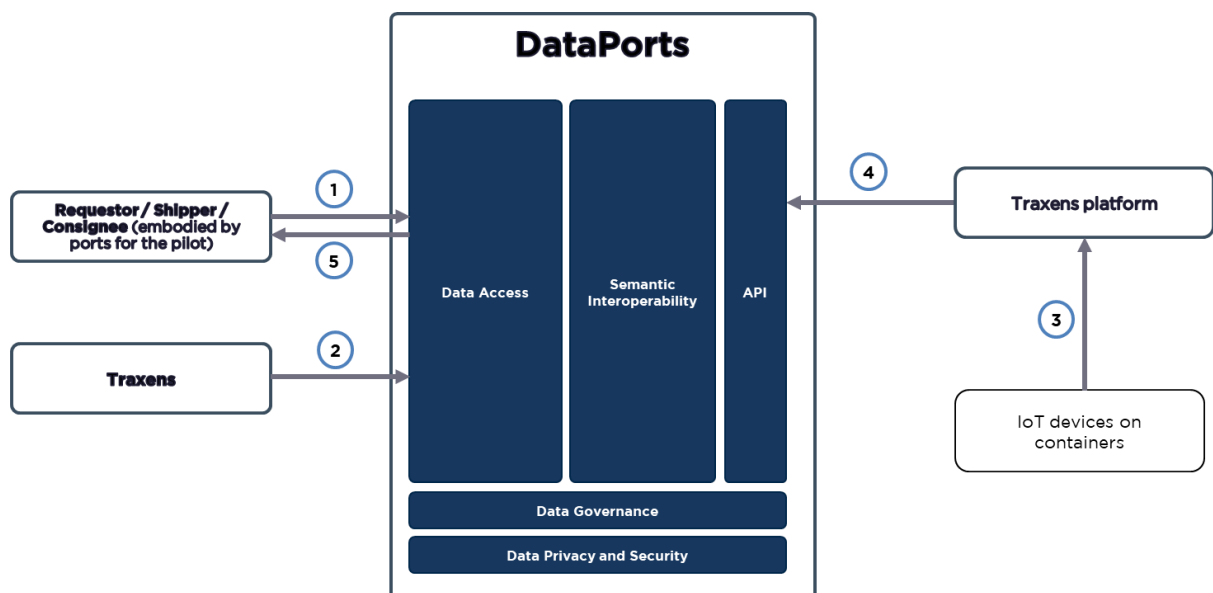 DataPorts
1
Requestor / Shipper /
Consignee (embodied by
ports for the pilot)
5
2
Traxens
Data Access
Semantic
Interoperability
API
Data Governance
Data Privacy and Security
4
Traxens platform
3
IoT devices on
containers